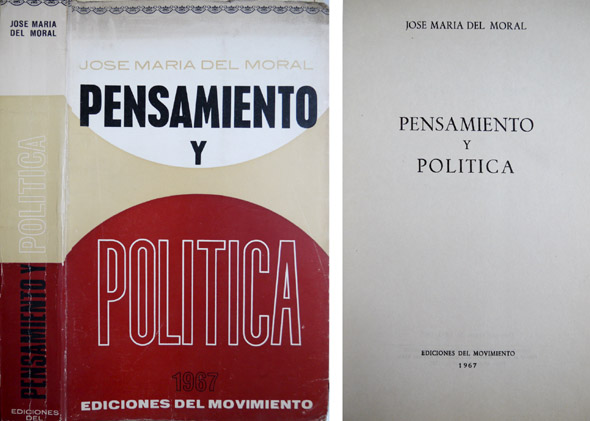 JOSE MARIA
DEL MORAL
PENSAMIENTO Y POLITICA
EDICIONES
DEL
JOSE MARIA DEL MORAL
PENSAMIENTO
Y
POLITICA
1967
EDICIONES DEL MOVIMIENTO
JOSE MARIA DEL MORAL
PENSAMIENTO
Y
POLITICA
EDICIONES DEL MOVIMIENTO
1967